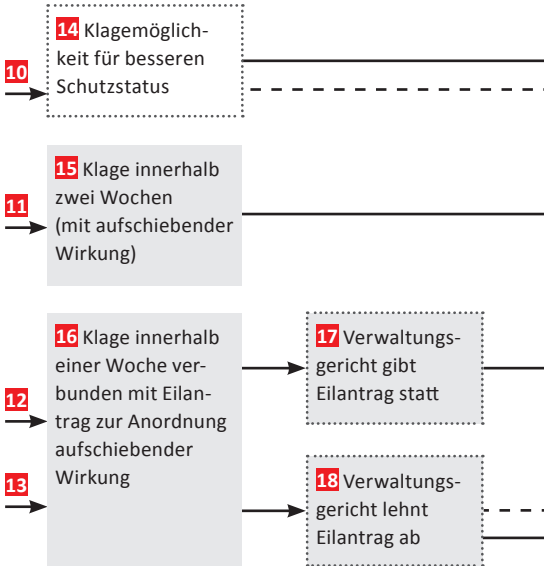 14 Klagemöglich-
keit für besseren
Schutzstatus
10
15 Klage innerhalb
zwei Wochen
(mit aufschiebender
Wirkung)
11
16 Klage innerhalb
einer Woche ver-
bunden mit Eilan-
trag zur Anordnung
aufschiebender
Wirkung
12
13
17 Verwaltungs-
gericht gibt
Eilantrag statt
18 Verwaltungs-
gericht lehnt
Eilantrag ab